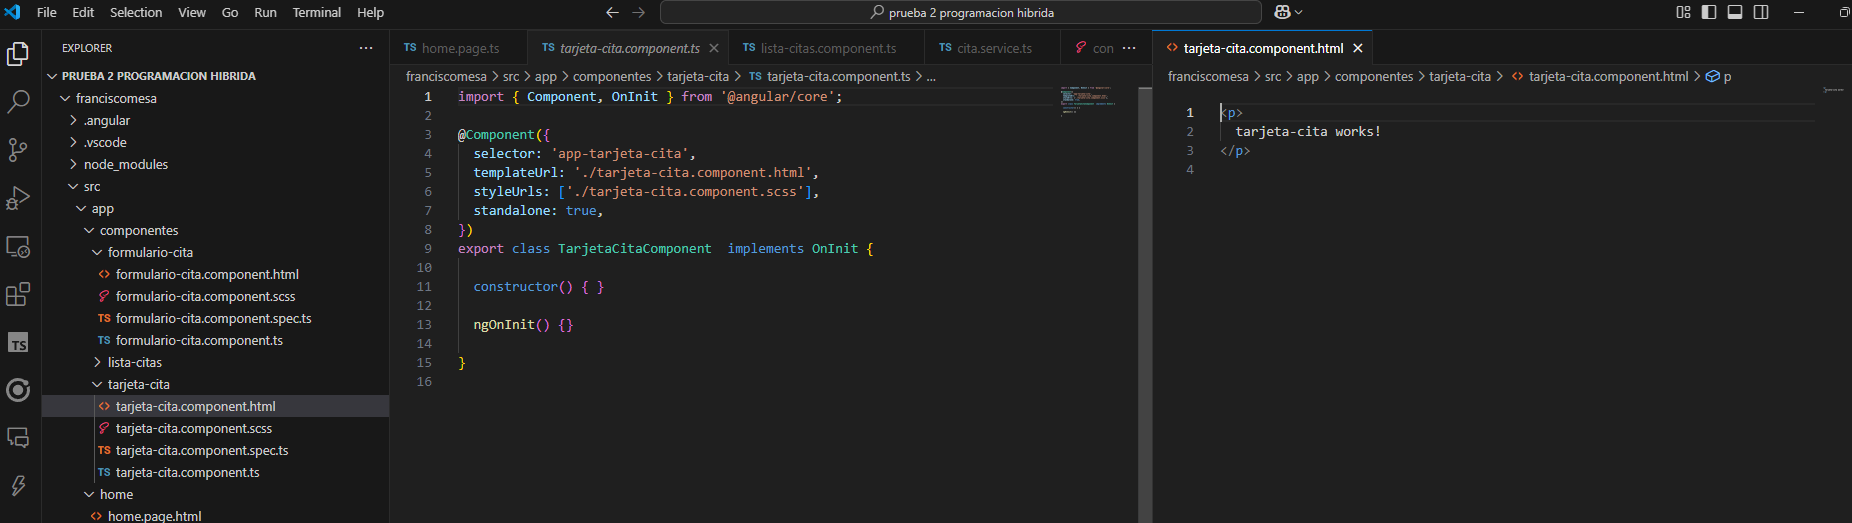 File Edit Selection View Go Run Terminal Help
prueba 2 programacion hibrida
EXPLORER
PRUEBA 2 PROGRAMACION HIBRIDA
franciscomesa
.angular
.vscode
node_modules
src
app
componentes
formulario-cita
formulario-cita.component.html
formulario-cita.component.scss
TS formulario-cita.component.spec.ts
TS formulario-cita.component.ts
lista-citas
tarjeta-cita
tarjeta-cita.component.html
tarjeta-cita.component.scss
TS tarjeta-cita.component.spec.ts
TS tarjeta-cita.component.ts
home
home.page.html
TS
TS home.page.ts TS tarjeta-cita.component.ts TS lista-citas.component.ts TS cita.service.ts con
franciscomesa > src > app > componentes > tarjeta-cita > TS tarjeta-cita.component.ts > ...
1 import { Component, OnInit } from '@angular/core';
2
3 @Component({
4 selector: 'app-tarjeta-cita',
5 templateUrl: './tarjeta-cita.component.html',
6 styleUrls: ['./tarjeta-cita.component.scss'],
7 standalone: true,
8 })
9 export class TarjetaCitaComponent  implements OnInit {
10
11 constructor() { }
12
13 ngOnInit() {}
14
15 }
16
tarjeta-cita.component.html
franciscomesa > src > app > componentes > tarjeta-cita > tarjeta-cita.component.html > p
1 <p>
2 tarjeta-cita works!
3 </p>
4